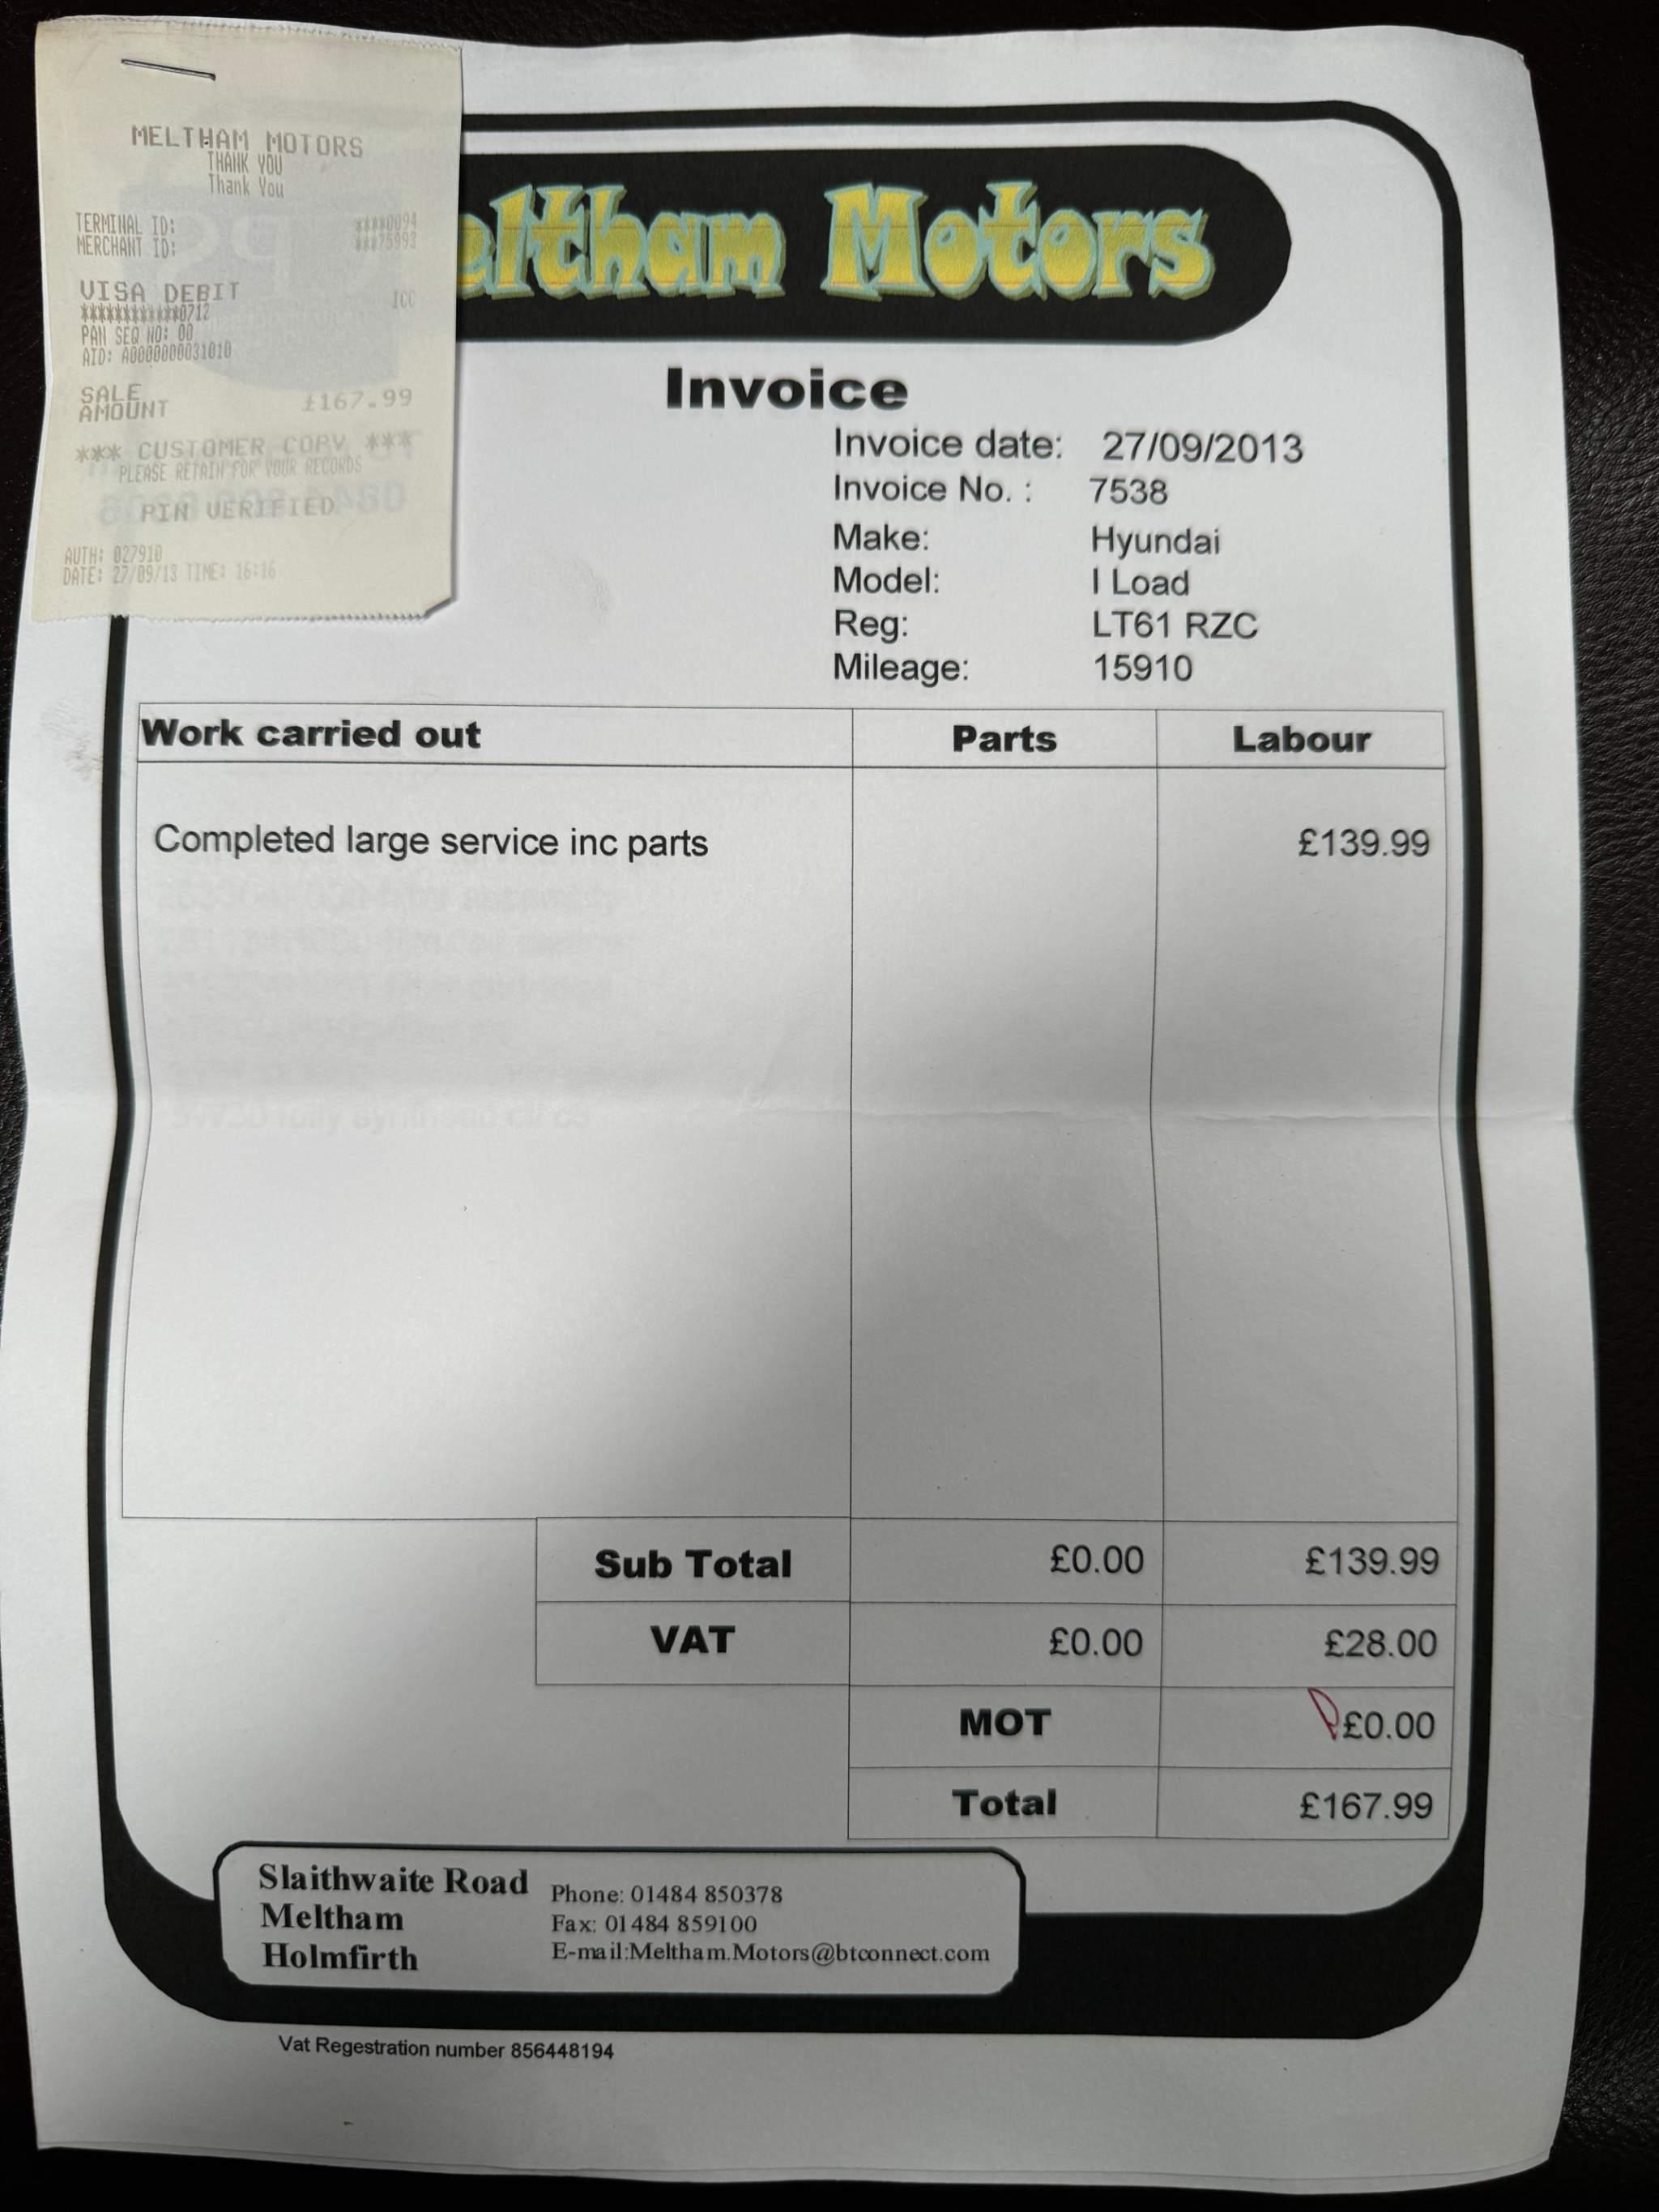 MELTHAM MOTORS
THANK YOU
Thank You
TERMINAL ID: ****0094
MERCHANT ID: ***75993
VISA DEBIT ICC
************0712
PAN SEQ NO: 00
AID: A0000000031010
SALE
AMOUNT £167.99
*** CUSTOMER COPY ***
PLEASE RETAIN FOR YOUR RECORDS
PIN VERIFIED
AUTH: 027910
DATE: 27/09/13 TIME: 16:16
eltham Motors
Invoice
Invoice date: 27/09/2013
Invoice No. : 7538
Make: Hyundai
Model: I Load
Reg: LT61 RZC
Mileage: 15910
Work carried out Parts Labour
Completed large service inc parts £139.99
Sub Total £0.00 £139.99
VAT £0.00 £28.00
MOT £0.00
Total £167.99
Slaithwaite Road
Meltham
Holmfirth
Phone: 01484 850378
Fax: 01484 859100
E-mail:Meltham.Motors@btconnect.com
Vat Regestration number 856448194